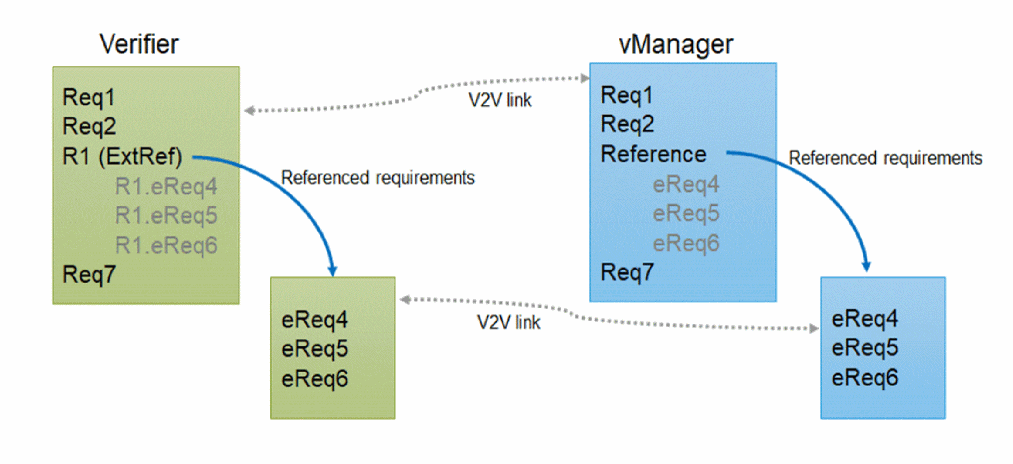 Verifier
Req1
Req2
R1 (ExtRef)
R1.eReq4
R1.eReq5
R1.eReq6
Req7
Referenced requirements
eReq4
eReq5
eReq6
V2V link
V2V link
vManager
Req1
Req2
Reference
eReq4
eReq5
eReq6
Req7
Referenced requirements
eReq4
eReq5
eReq6